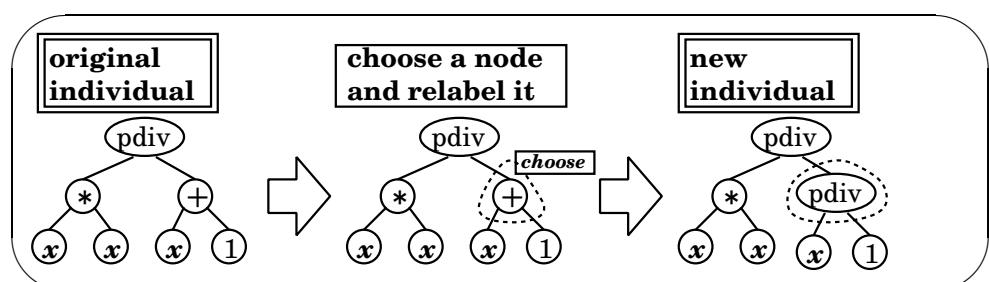 original
individual
choose a node
and relabel it
new
individual
pdiv
pdiv
pdiv
choose
* +
* +
* pdiv
x x x 1
x x x 1
x x x 1